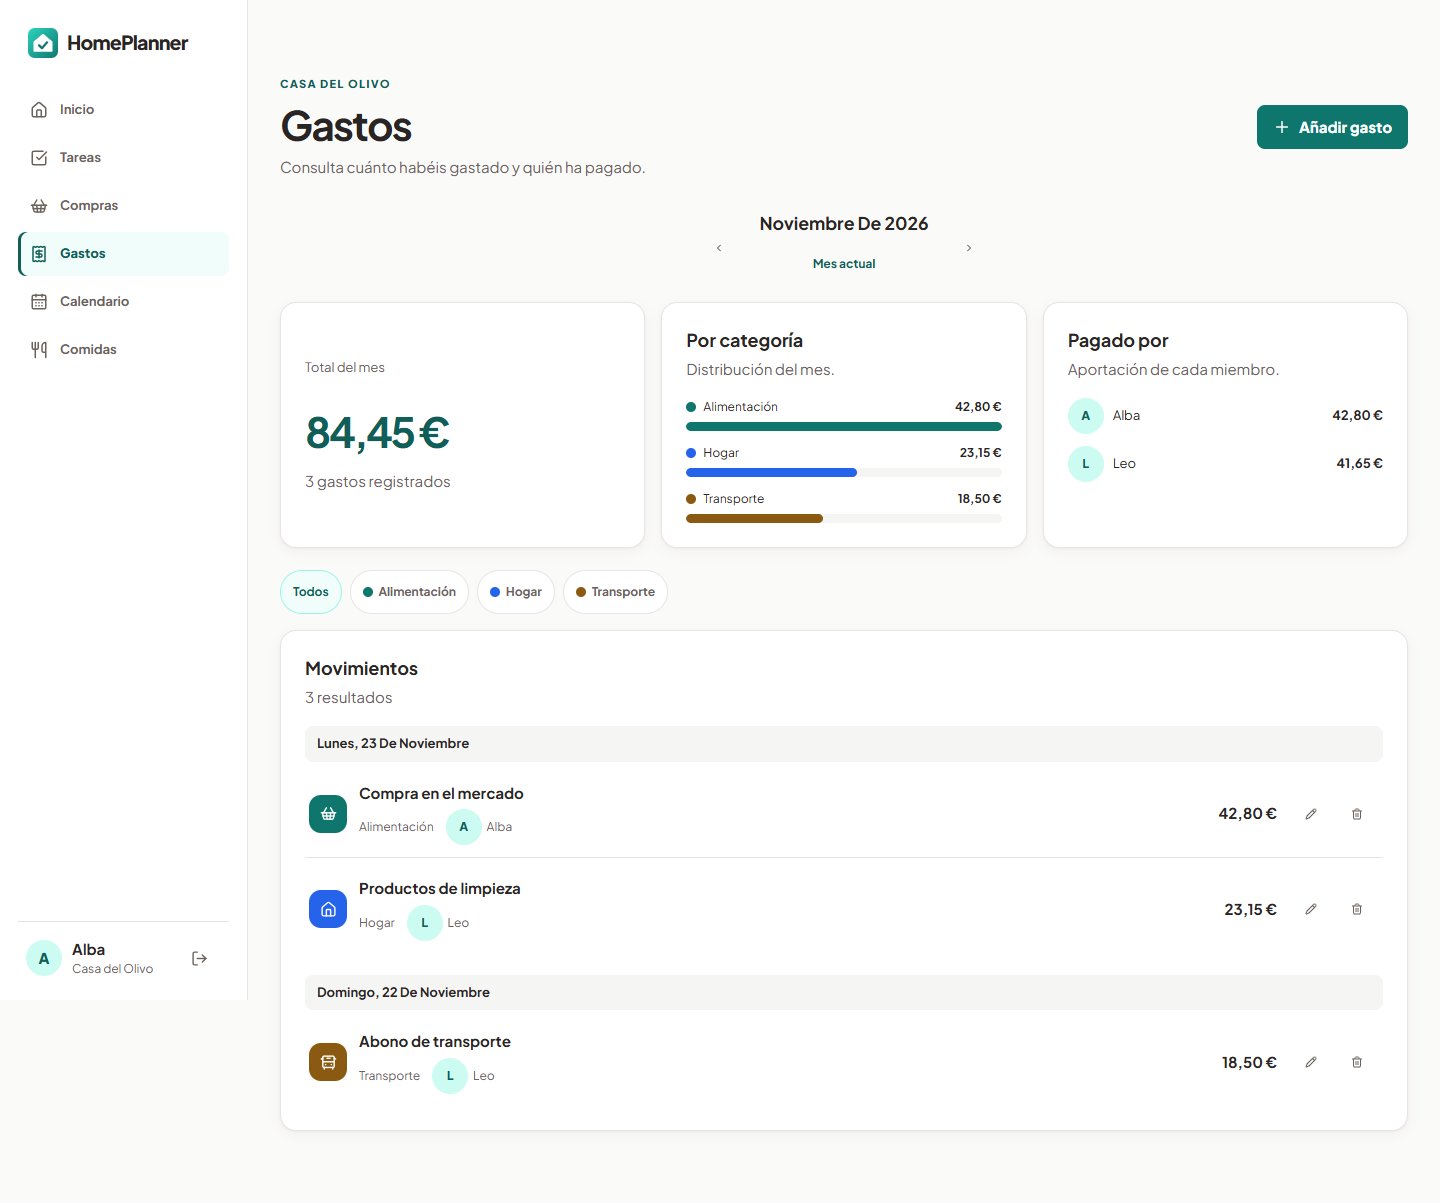 HomePlanner
Inicio
Tareas
Compras
Gastos
Calendario
Comidas
A
Alba
Casa del Olivo
CASA DEL OLIVO
Gastos
Consulta cuánto habéis gastado y quién ha pagado.
+ Añadir gasto
Noviembre De 2026
‹ ›
Mes actual
Total del mes
84,45 €
3 gastos registrados
Por categoría
Distribución del mes.
Alimentación 42,80 €
Hogar 23,15 €
Transporte 18,50 €
Pagado por
Aportación de cada miembro.
A Alba 42,80 €
L Leo 41,65 €
Todos Alimentación Hogar Transporte
Movimientos
3 resultados
Lunes, 23 De Noviembre
Compra en el mercado
Alimentación A Alba
42,80 €
Productos de limpieza
Hogar L Leo
23,15 €
Domingo, 22 De Noviembre
Abono de transporte
Transporte L Leo
18,50 €